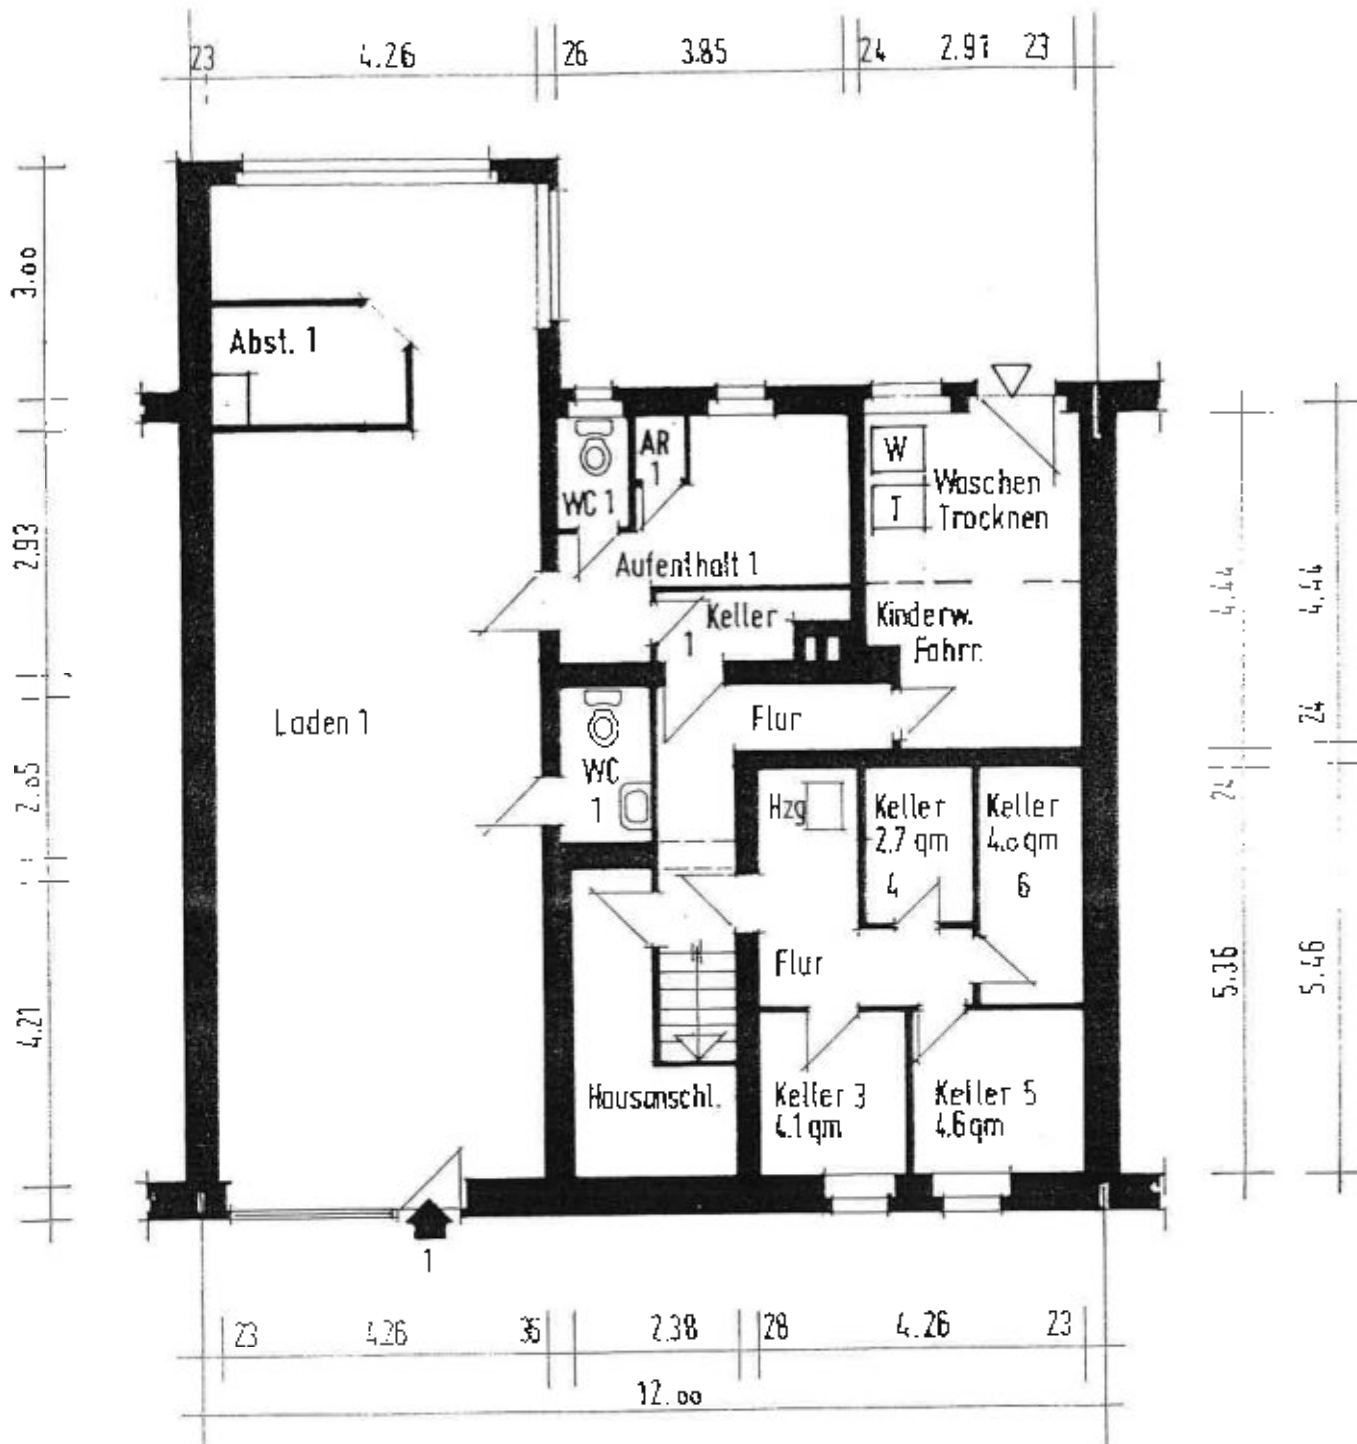 23 4.26 26 3.85 24 2.91 23
3.00
Abst. 1
AR
1
WC 1
W
T
Waschen
Trocknen
2.93
Aufenthalt 1
4.44
4.44
Keller
1
Kinderw.
Fahrr.
Laden 1
Flur
24
WC
1
Hzg
Keller
2.7 qm
4
Keller
qm
6
24
Flur
4.21
5.36
5.46
Hausanschl.
Keller 3
4.1 qm
Keller 5
4.6 qm
1
23 4.26 36 2.38 28 4.26 23
12.00